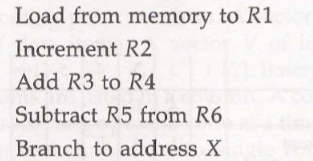 Load from memory to R1
Increment R2
Add R3 to R4
Subtract R5 from R6
Branch to address X